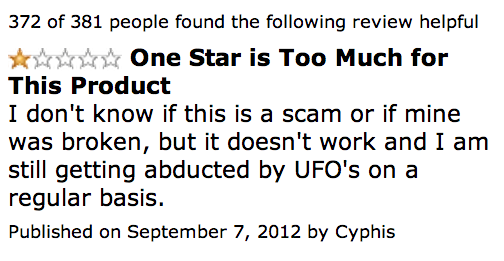 372 of 381 people found the following review helpful
One Star is Too Much for
This Product
I don't know if this is a scam or if mine
was broken, but it doesn't work and I am
still getting abducted by UFO's on a
regular basis.
Published on September 7, 2012 by Cyphis